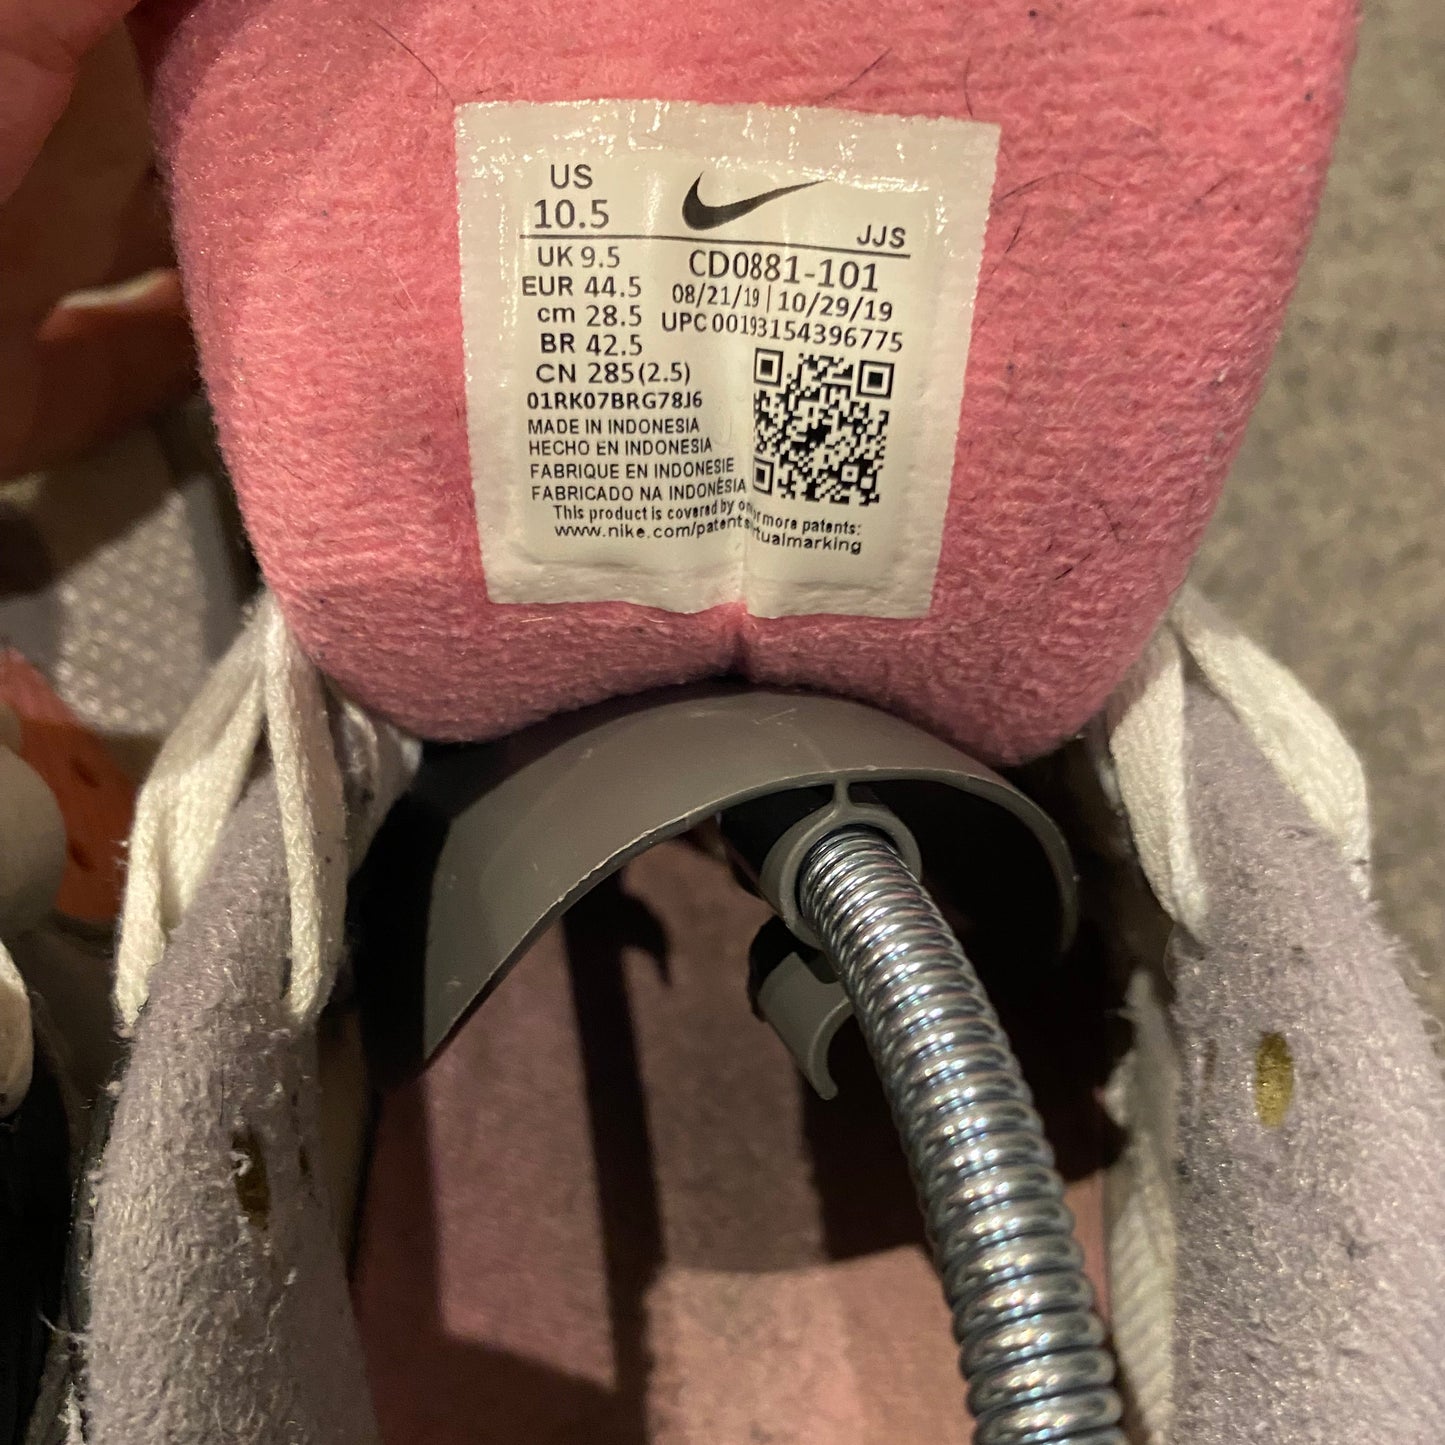 US
10.5
JJS
UK 9.5
CD0881-101
EUR 44.5
08/21/19 | 10/29/19
cm 28.5
UPC 00193154396775
BR 42.5
CN 285(2.5)
01RK07BRG78J6
MADE IN INDONESIA
HECHO EN INDONESIA
FABRIQUE EN INDONESIE
FABRICADO NA INDONÉSIA
This product is covered by or more patents:
www.nike.com/patents rtualmarking